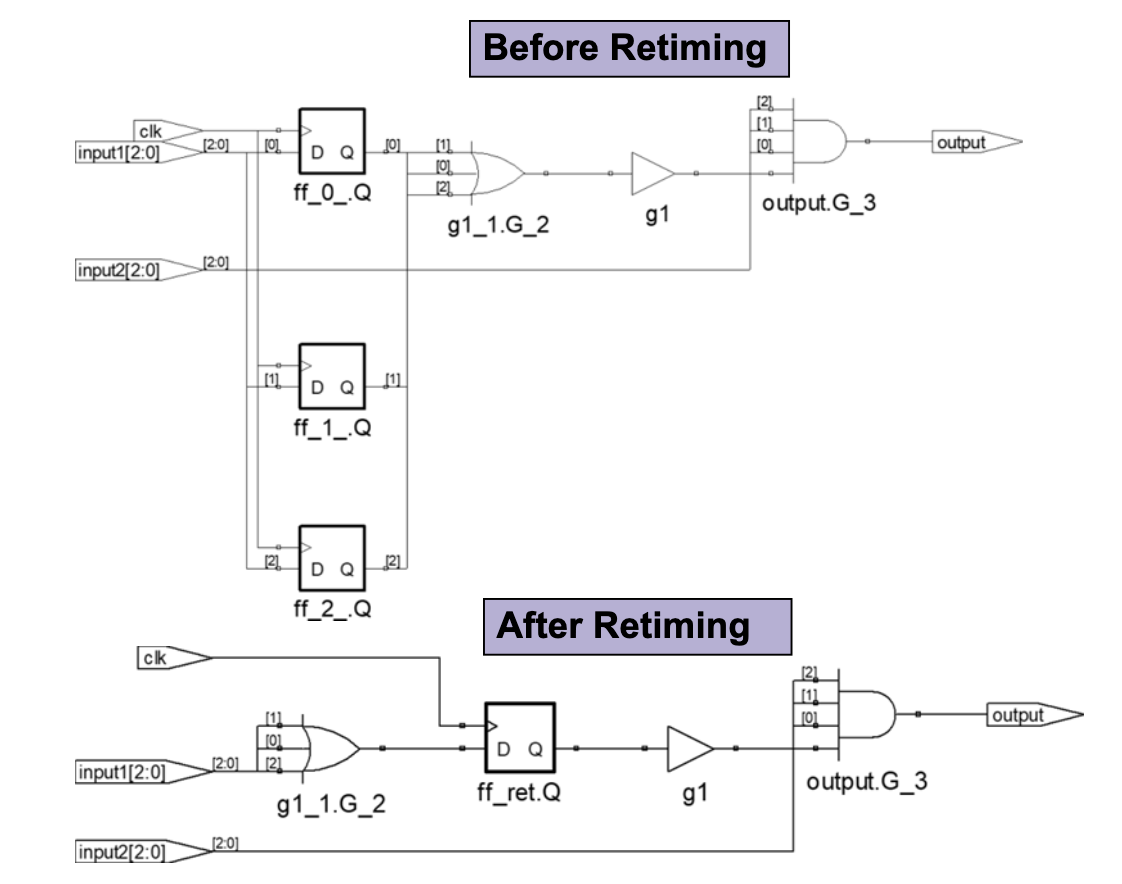 Before Retiming
clk
input1[2:0]
[2:0]
[0]
D Q
ff_0_.Q
[0]
[1]
[0]
[2]
g1_1.G_2
g1
[2]
[1]
[0]
output.G_3
output
input2[2:0]
[2:0]
[1]
D Q
[1]
ff_1_.Q
[2]
D Q
[2]
ff_2_.Q
After Retiming
clk
input1[2:0]
[2:0]
[1]
[0]
[2]
g1_1.G_2
D Q
ff_ret.Q
g1
[2]
[1]
[0]
output.G_3
output
input2[2:0]
[2:0]